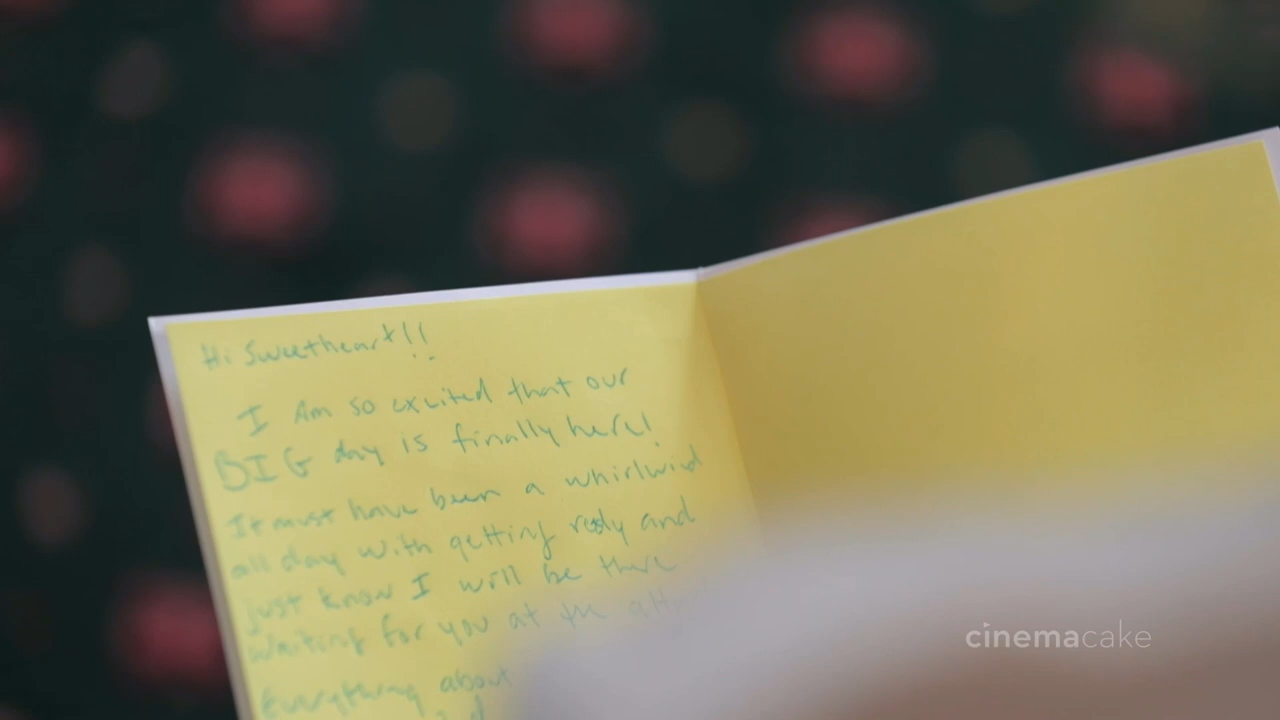 Hi Sweetheart!!
I Am so excited that our
BIG day is finally here!
It must have been a whirlwind
all day with getting ready and
just know I will be there
waiting for you at the
Everything about
cinemacake